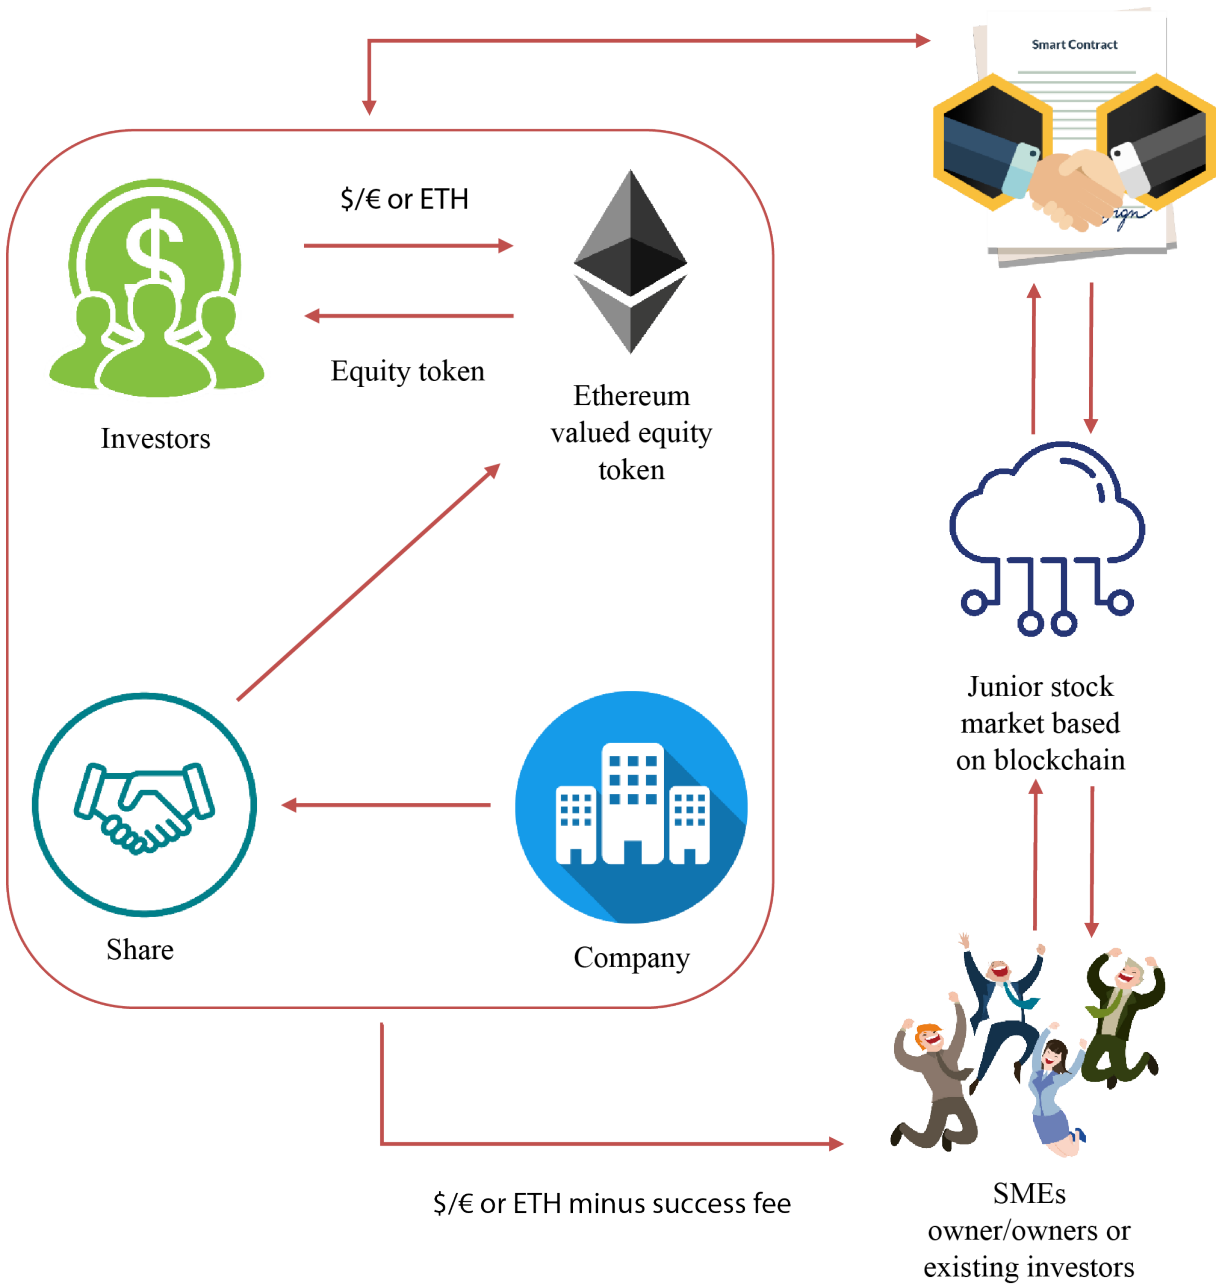 Smart Contract
$/€ or ETH
$
Sign
Equity token
Investors
Ethereum
valued equity
token
Junior stock
market based
on blockchain
Share
Company
$/€ or ETH minus success fee
SMEs
owner/owners or
existing investors